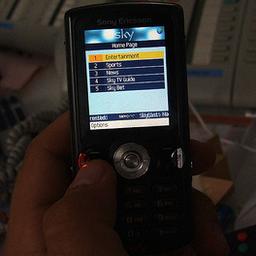 Sony Ericsson
sky
Home Page
1 Entertainment
2 Sports
3 News
4 Sky TV Guide
5 Sky Bet
Options